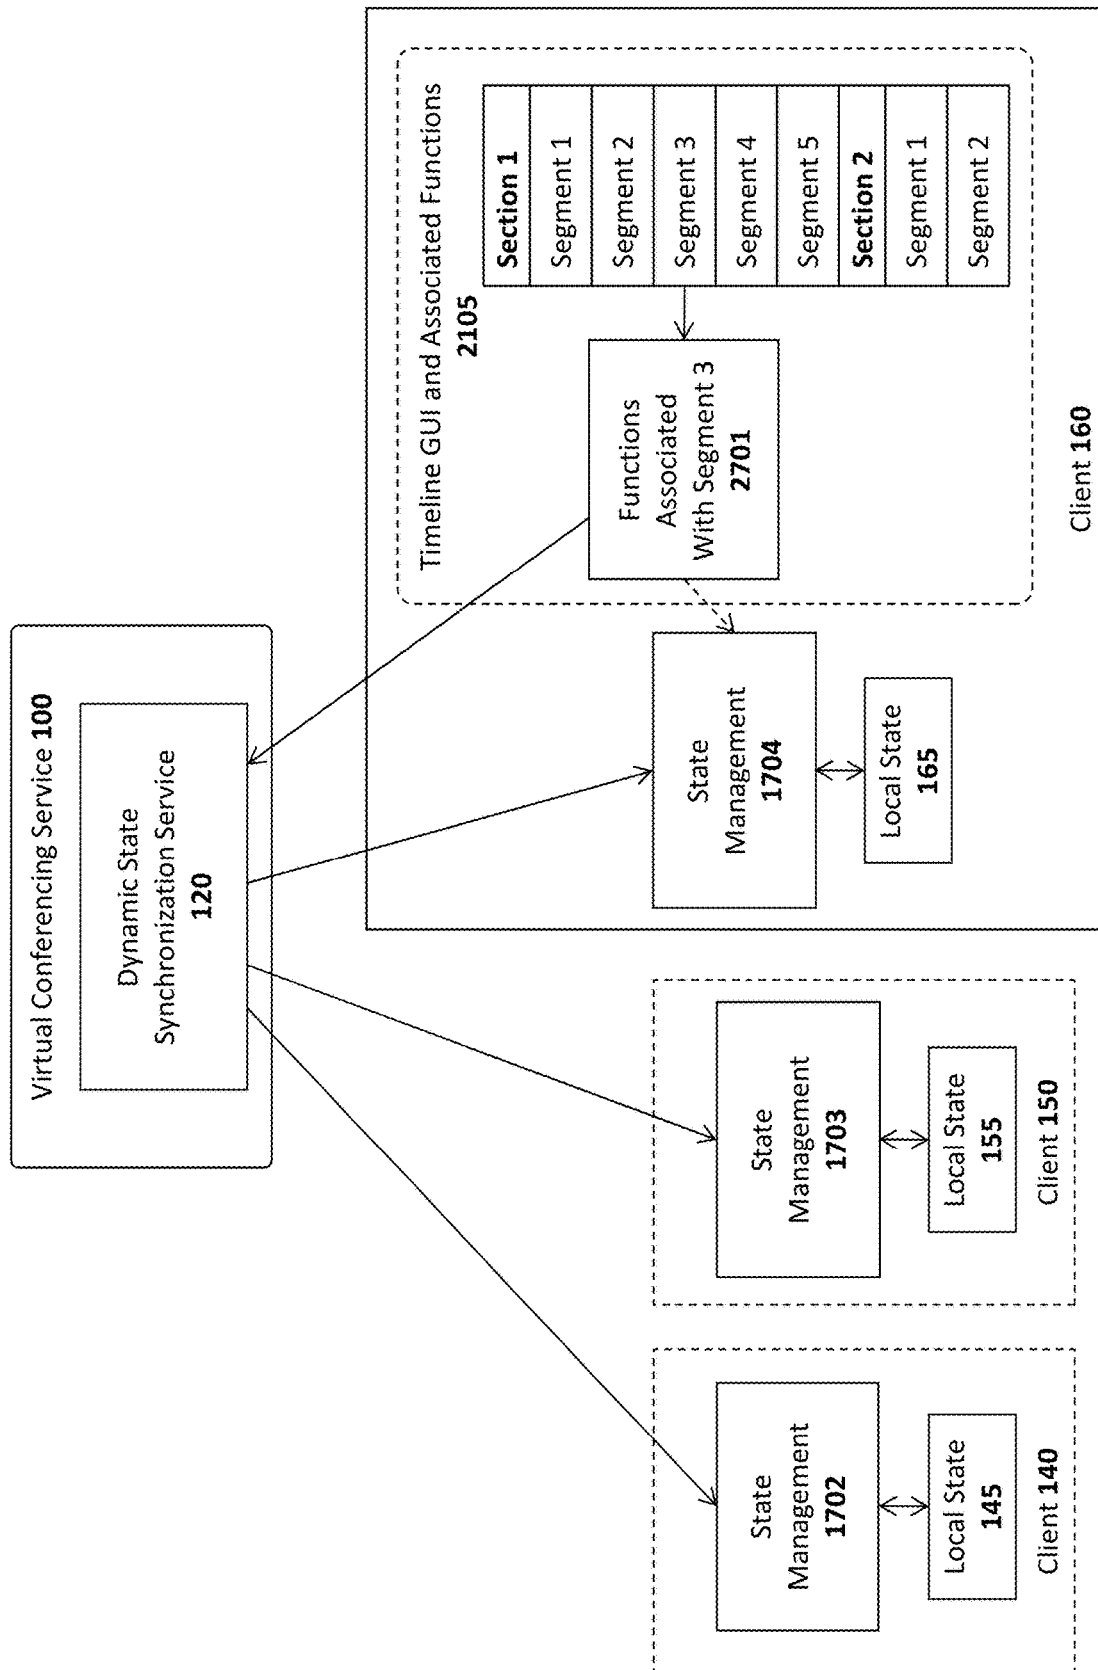 Virtual Conferencing Service 100
Dynamic State
Synchronization Service
120
State
Management
1702
Local State
145
Client 140
State
Management
1703
Local State
155
Client 150
State
Management
1704
Local State
165
Timeline GUI and Associated Functions
2105
Functions
Associated
With Segment 3
2701
Section 1
Segment 1
Segment 2
Segment 3
Segment 4
Segment 5
Section 2
Segment 1
Segment 2
Client 160